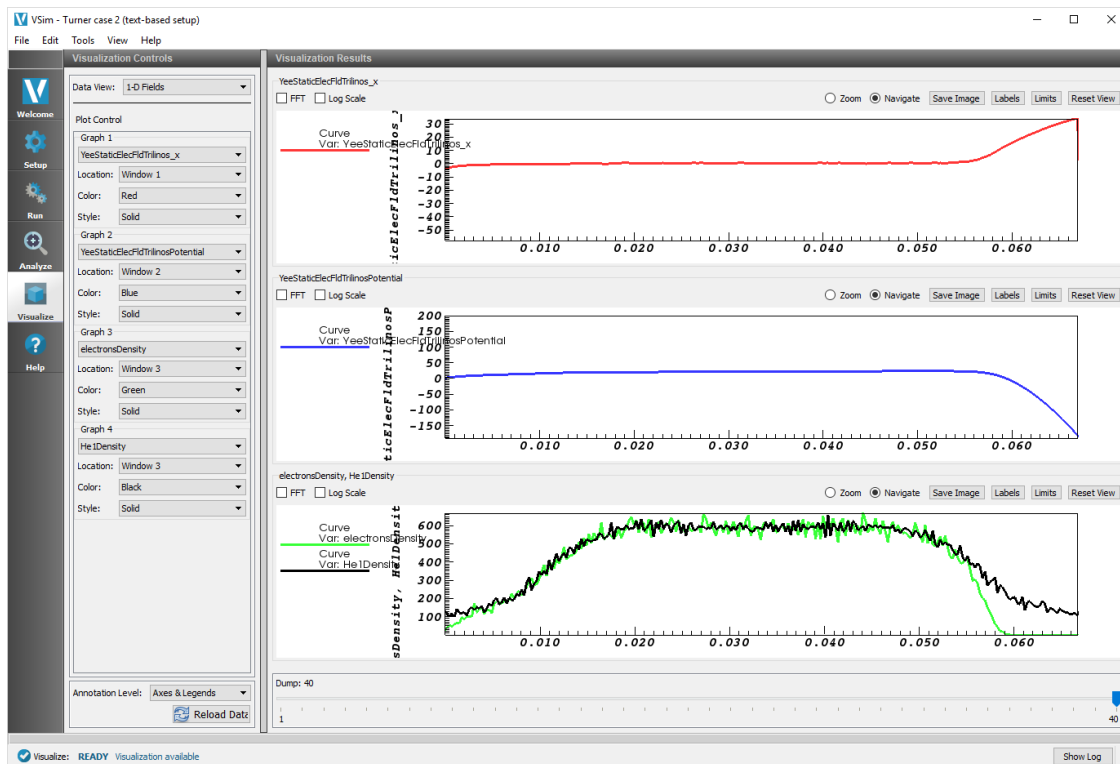 VSim - Turner case 2 (text-based setup)
File Edit Tools View Help
Welcome
Setup
Run
Analyze
Visualize
Help
Visualization Controls
Data View: 1-D Fields
Plot Control
Graph 1
YeeStaticElecFldTrilinos_x
Location: Window 1
Color: Red
Style: Solid
Graph 2
YeeStaticElecFldTrilinosPotential
Location: Window 2
Color: Blue
Style: Solid
Graph 3
electronsDensity
Location: Window 3
Color: Green
Style: Solid
Graph 4
He1Density
Location: Window 3
Color: Black
Style: Solid
Annotation Level: Axes & Legends
Reload Data
Visualization Results
YeeStaticElecFldTrilinos_x
FFT Log Scale Zoom Navigate Save Image Labels Limits Reset View
Curve
Var: YeeStaticElecFldTrilinos_x
ticElecFldTrilinos_
30
20
10
0
-10
-20
-30
-40
-50
0.010 0.020 0.030 0.040 0.050 0.060
YeeStaticElecFldTrilinosPotential
FFT Log Scale Zoom Navigate Save Image Labels Limits Reset View
Curve
Var: YeeStaticElecFldTrilinosPotential
ticElecFldTrilinosP
200
150
100
50
0
-50
-100
-150
0.010 0.020 0.030 0.040 0.050 0.060
electronsDensity, He1Density
FFT Log Scale Zoom Navigate Save Image Labels Limits Reset View
Curve
Var: electronsDensity
Curve
Var: He1Density
sDensity, He1Densit
600
500
400
300
200
100
0.010 0.020 0.030 0.040 0.050 0.060
Dump: 40
1 40
Visualize: READY Visualization available
Show Log